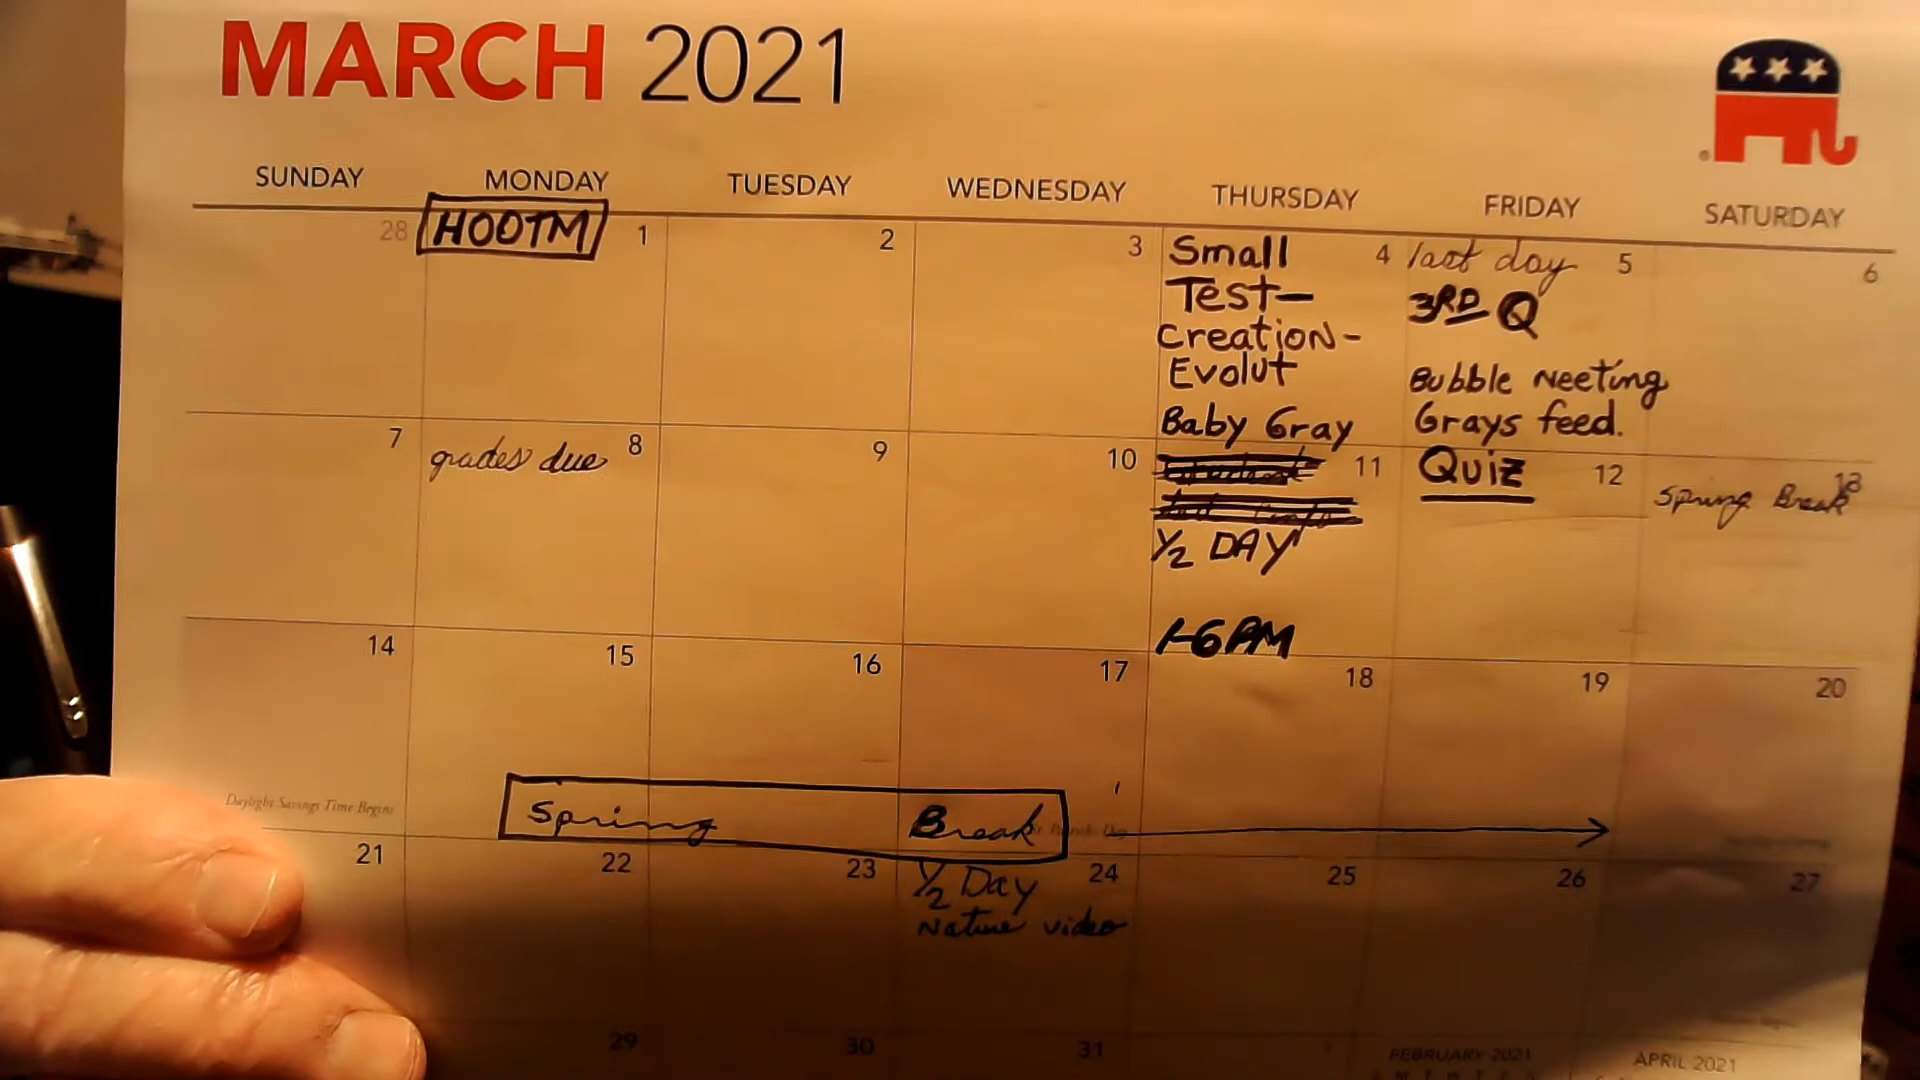 MARCH 2021
SUNDAY MONDAY TUESDAY WEDNESDAY THURSDAY FRIDAY SATURDAY
28
HOOTM 1
2
3
Small 4
Test-
Creation-
Evolut
Baby Gray
last day 5
3RD Q
Bubble Neeting
Grays feed.
6
7
grades due 8
9
10
11
1/2 DAY
1-6 PM
Quiz 12
13
Spring Break
14
Daylight Savings Time Begins
15
16
17
18
19
20
Spring Break
21
22
23
24
1/2 Day
Nature video
25
26
27
29
30
31
FEBRUARY 2021
APRIL 2021